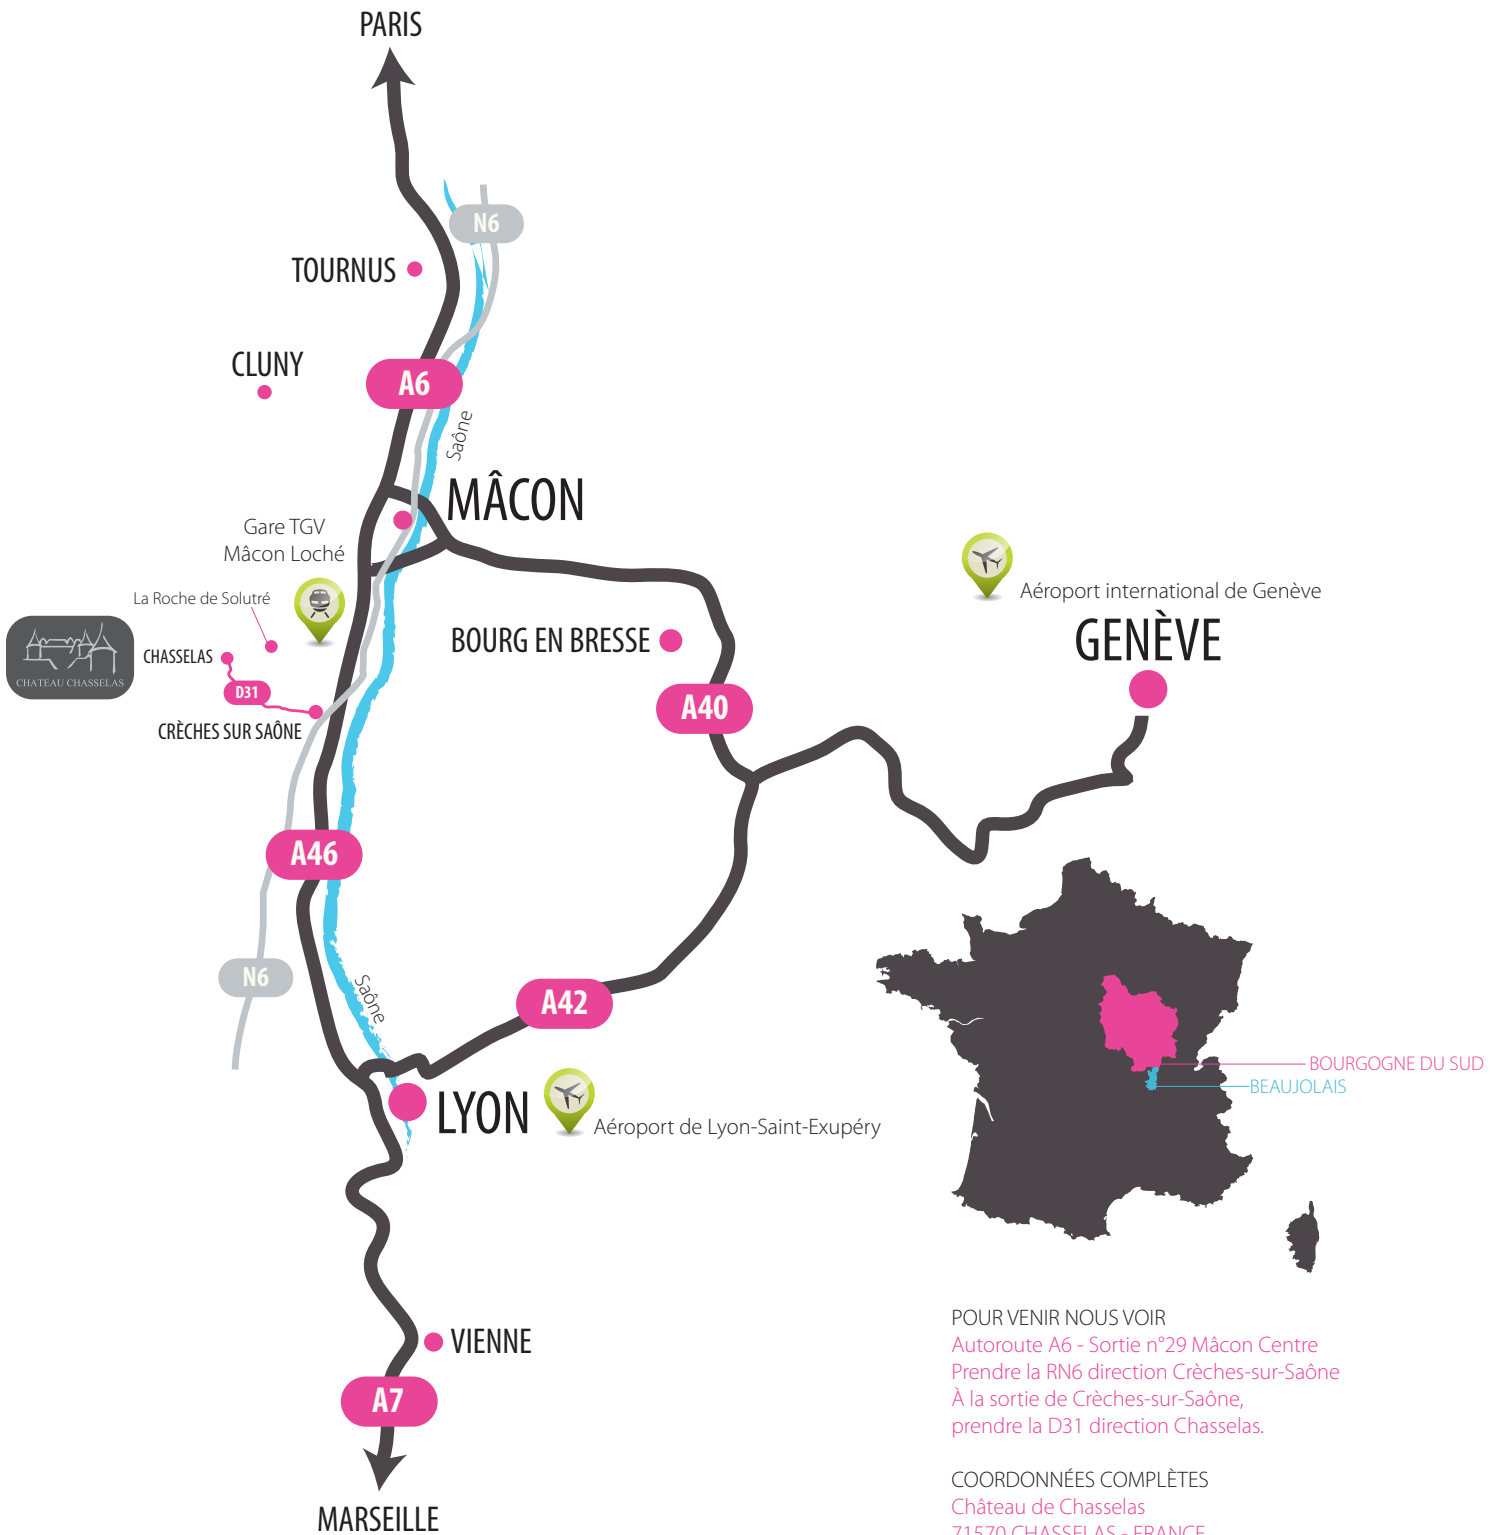 PARIS
N6
TOURNUS
CLUNY
A6
Saône
MÂCON
Gare TGV
Mâcon Loché
La Roche de Solutré
CHASSELAS
CHATEAU CHASSELAS
D31
CRÈCHES SUR SAÔNE
BOURG EN BRESSE
Aéroport international de Genève
GENÈVE
A40
A46
N6
Saône
A42
LYON
Aéroport de Lyon-Saint-Exupéry
BOURGOGNE DU SUD
BEAUJOLAIS
VIENNE
A7
MARSEILLE
POUR VENIR NOUS VOIR
Autoroute A6 - Sortie n°29 Mâcon Centre
Prendre la RN6 direction Crèches-sur-Saône
À la sortie de Crèches-sur-Saône,
prendre la D31 direction Chasselas.
COORDONNÉES COMPLÈTES
Château de Chasselas
71570 CHASSELAS - FRANCE